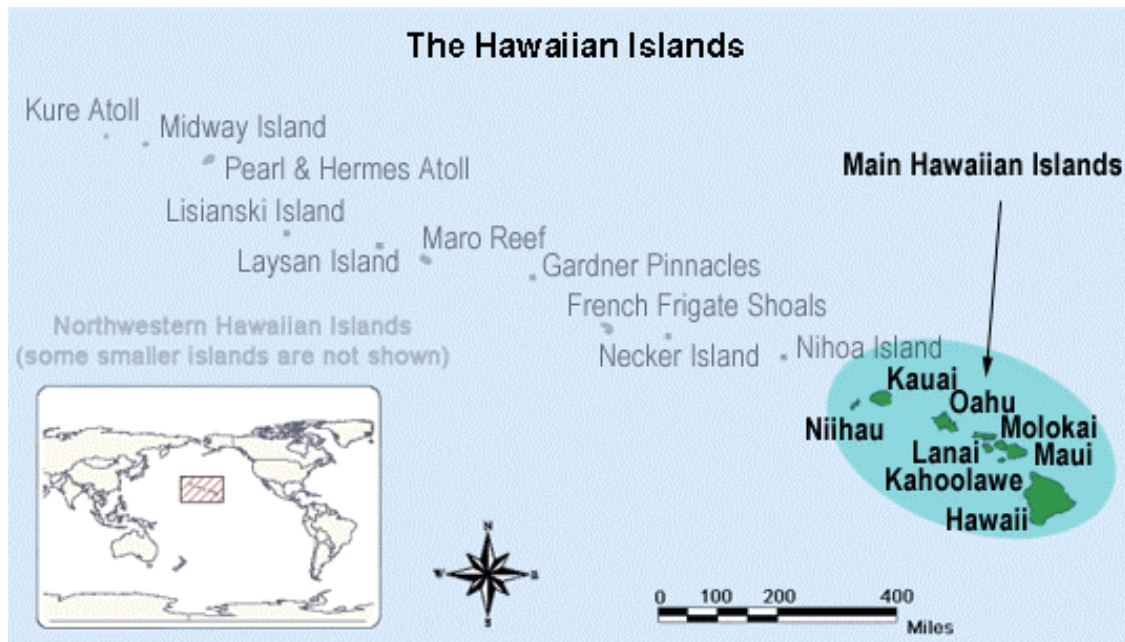 The Hawaiian Islands
Kure Atoll
Midway Island
Pearl & Hermes Atoll
Main Hawaiian Islands
Lisianski Island
Maro Reef
Laysan Island
Gardner Pinnacles
French Frigate Shoals
Northwestern Hawaiian Islands
(some smaller islands are not shown)
Necker Island
Nihoa Island
Kauai
Oahu
Niihau
Molokai
Lanai
Maui
Kahoolawe
Hawaii
N
W
E
S
0 100 200 400
Miles